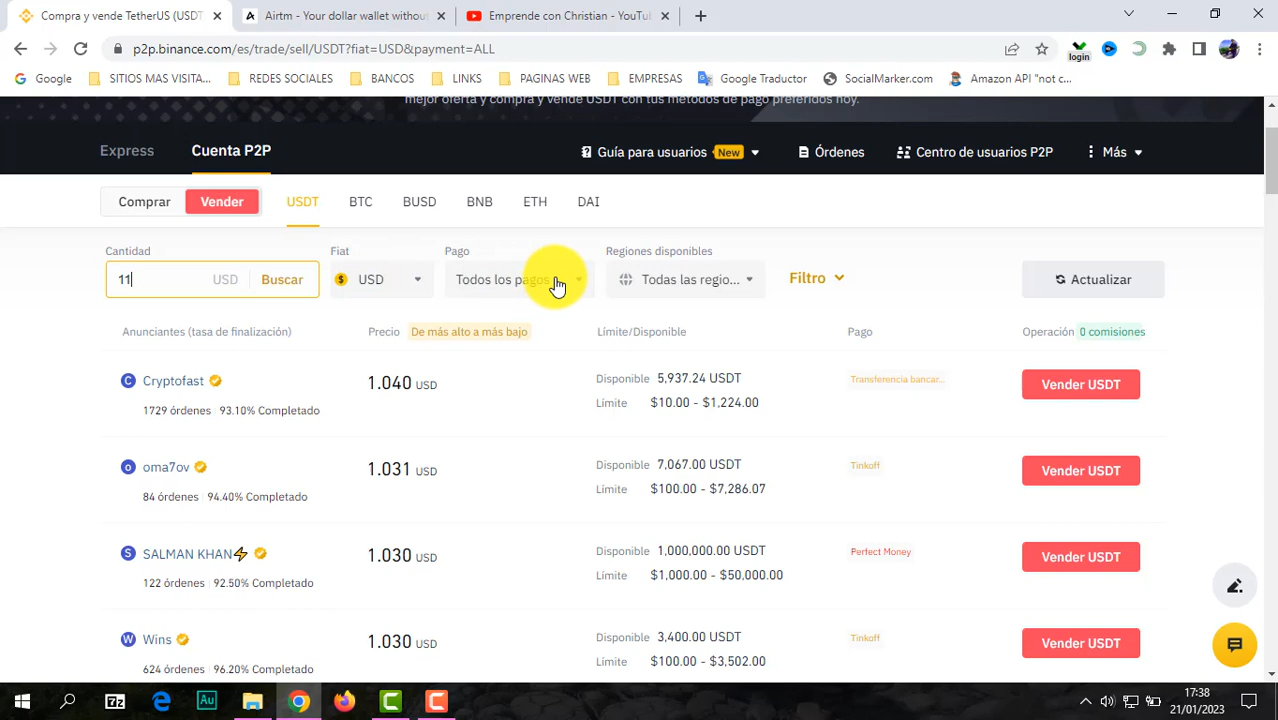 Compra y vende TetherUS (USDT
Airtm - Your dollar wallet without
Emprende con Christian - YouTu
p2p.binance.com/es/trade/sell/USDT?fiat=USD&payment=ALL
login
Google
SITIOS MAS VISITA...
REDES SOCIALES
BANCOS
LINKS
PAGINAS WEB
EMPRESAS
Google Traductor
SocialMarker.com
Amazon API "not c...
mejor oferta y compra y vende USDT con tus métodos de pago preferidos hoy.
Express
Cuenta P2P
Guía para usuarios New
Órdenes
Centro de usuarios P2P
Más
Comprar
Vender
USDT
BTC
BUSD
BNB
ETH
DAI
Cantidad
Fiat
Pago
Regiones disponibles
11
USD
Buscar
USD
Todos los pagos
Todas las regio...
Filtro
Actualizar
Anunciantes (tasa de finalización)
Precio
De más alto a más bajo
Límite/Disponible
Pago
Operación 0 comisiones
C Cryptofast
1.040 USD
Disponible 5,937.24 USDT
Transferencia bancar...
Vender USDT
1729 órdenes 93.10% Completado
Límite $10.00 - $1,224.00
o oma7ov
1.031 USD
Disponible 7,067.00 USDT
Tinkoff
Vender USDT
84 órdenes 94.40% Completado
Límite $100.00 - $7,286.07
S SALMAN KHAN⚡
1.030 USD
Disponible 1,000,000.00 USDT
Perfect Money
Vender USDT
122 órdenes 92.50% Completado
Límite $1,000.00 - $50,000.00
W Wins
1.030 USD
Disponible 3,400.00 USDT
Tinkoff
Vender USDT
624 órdenes 96.20% Completado
Límite $100.00 - $3,502.00
7z
Au
17:38
21/01/2023